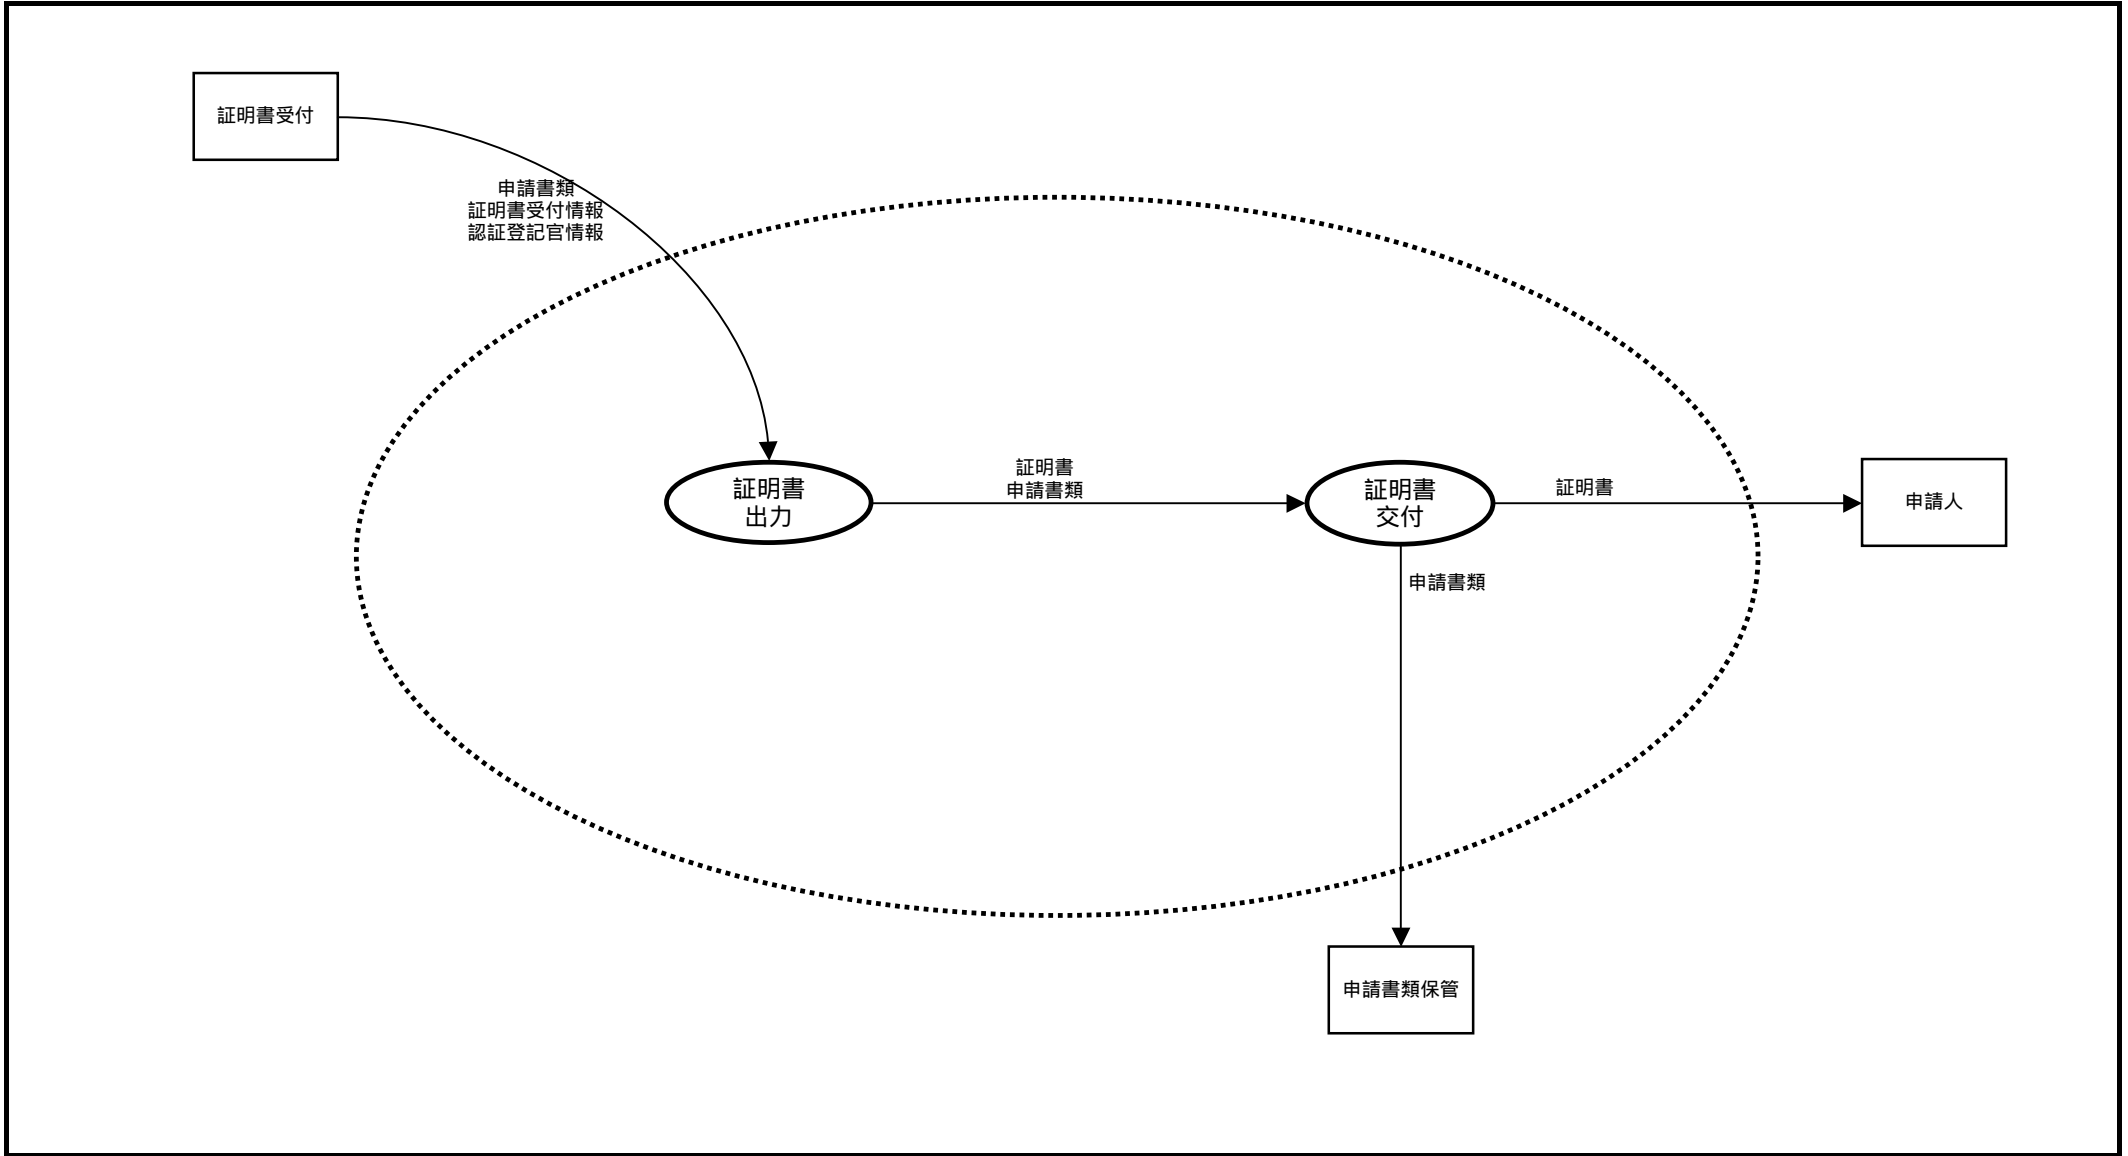 証明書受付
申請書類
証明書受付情報
認証登記官情報
証明書
出力
証明書
申請書類
証明書
交付
証明書
申請人
申請書類
申請書類保管